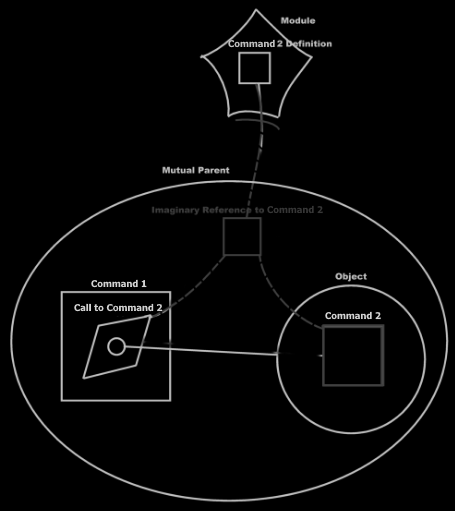 Module
Command 2 Definition
Mutual Parent
Imaginary Reference to Command 2
Object
Command 1
Call to Command 2
Command 2